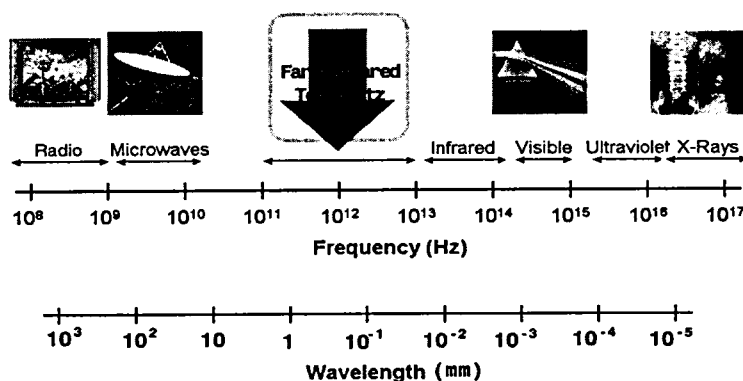 Radio
Microwaves
Infrared
Visible
Ultraviolet
X-Rays
10⁸ 10⁹ 10¹⁰ 10¹¹ 10¹² 10¹³ 10¹⁴ 10¹⁵ 10¹⁶ 10¹⁷
Frequency (Hz)
10³ 10² 10 1 10⁻¹ 10⁻² 10⁻³ 10⁻⁴ 10⁻⁵
Wavelength (mm)